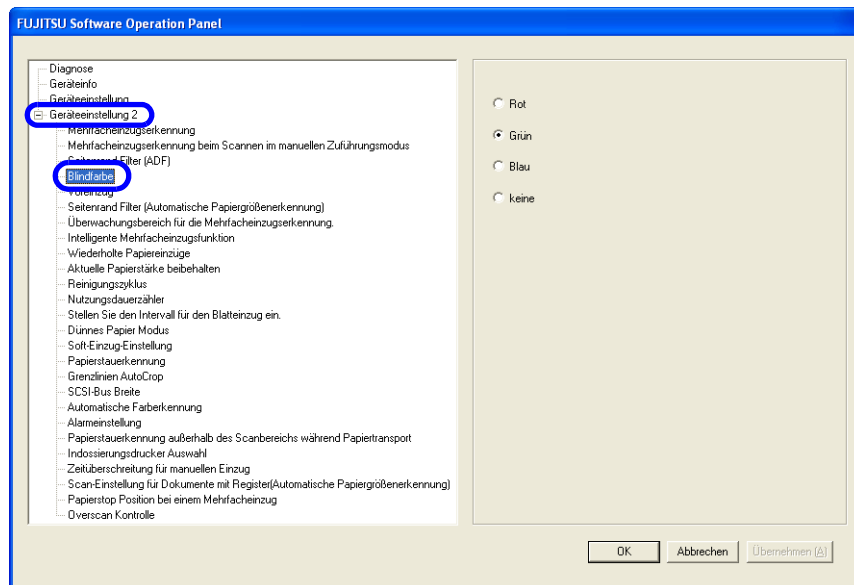 FUJITSU Software Operation Panel
Diagnose
Geräteinfo
Geräteeinstellung
Geräteeinstellung 2
Mehrfacheinzugserkennung
Mehrfacheinzugserkennung beim Scannen im manuellen Zuführungsmodus
Seitenrand Filter (ADF)
Blindfarbe
Voreinzug
Seitenrand Filter (Automatische Papiergrößenerkennung)
Überwachungsbereich für die Mehrfacheinzugserkennung.
Intelligente Mehrfacheinzugsfunktion
Wiederholte Papiereinzüge
Aktuelle Papierstärke beibehalten
Reinigungszyklus
Nutzungsdauerzähler
Stellen Sie den Intervall für den Blatteinzug ein.
Dünnes Papier Modus
Soft-Einzug-Einstellung
Papierstauerkennung
Grenzlinien AutoCrop
SCSI-Bus Breite
Automatische Farberkennung
Alarmeinstellung
Papierstauerkennung außerhalb des Scanbereichs während Papiertransport
Indossierungsdrucker Auswahl
Zeitüberschreitung für manuellen Einzug
Scan-Einstellung für Dokumente mit Register(Automatische Papiergrößenerkennung)
Papierstop Position bei einem Mehrfacheinzug
Overscan Kontrolle
Rot
Grün
Blau
keine
OK Abbrechen Übernehmen (A)